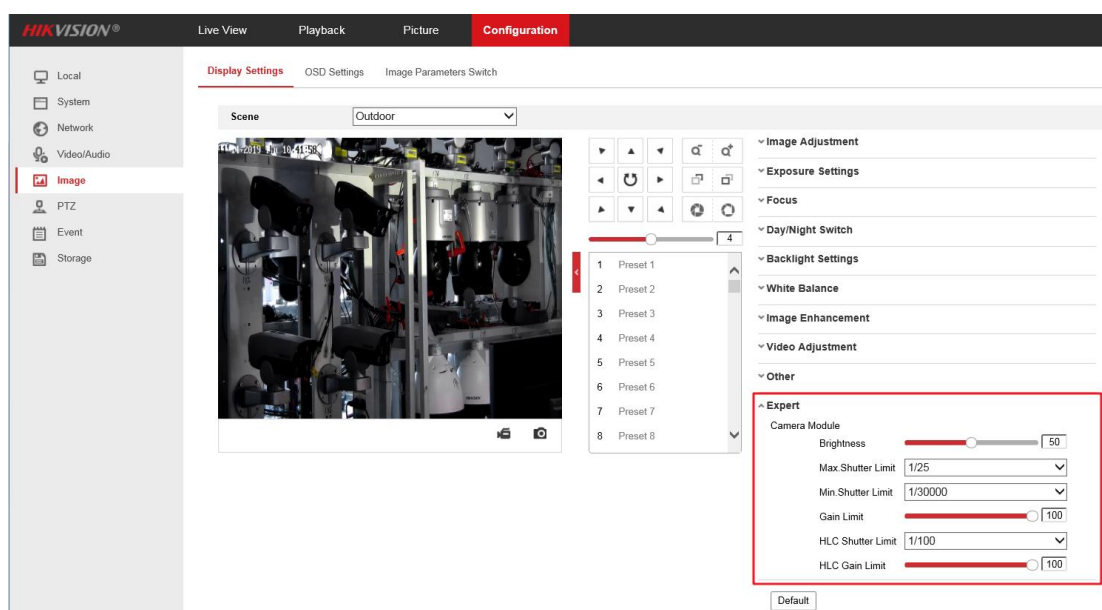 HIKVISION®
Live View Playback Picture Configuration
Local
System
Network
Video/Audio
Image
PTZ
Event
Storage
Display Settings OSD Settings Image Parameters Switch
Scene Outdoor
10:41:58
4
1 Preset 1
2 Preset 2
3 Preset 3
4 Preset 4
5 Preset 5
6 Preset 6
7 Preset 7
8 Preset 8
Image Adjustment
Exposure Settings
Focus
Day/Night Switch
Backlight Settings
White Balance
Image Enhancement
Video Adjustment
Other
Expert
Camera Module
Brightness 50
Max.Shutter Limit 1/25
Min.Shutter Limit 1/30000
Gain Limit 100
HLC Shutter Limit 1/100
HLC Gain Limit 100
Default